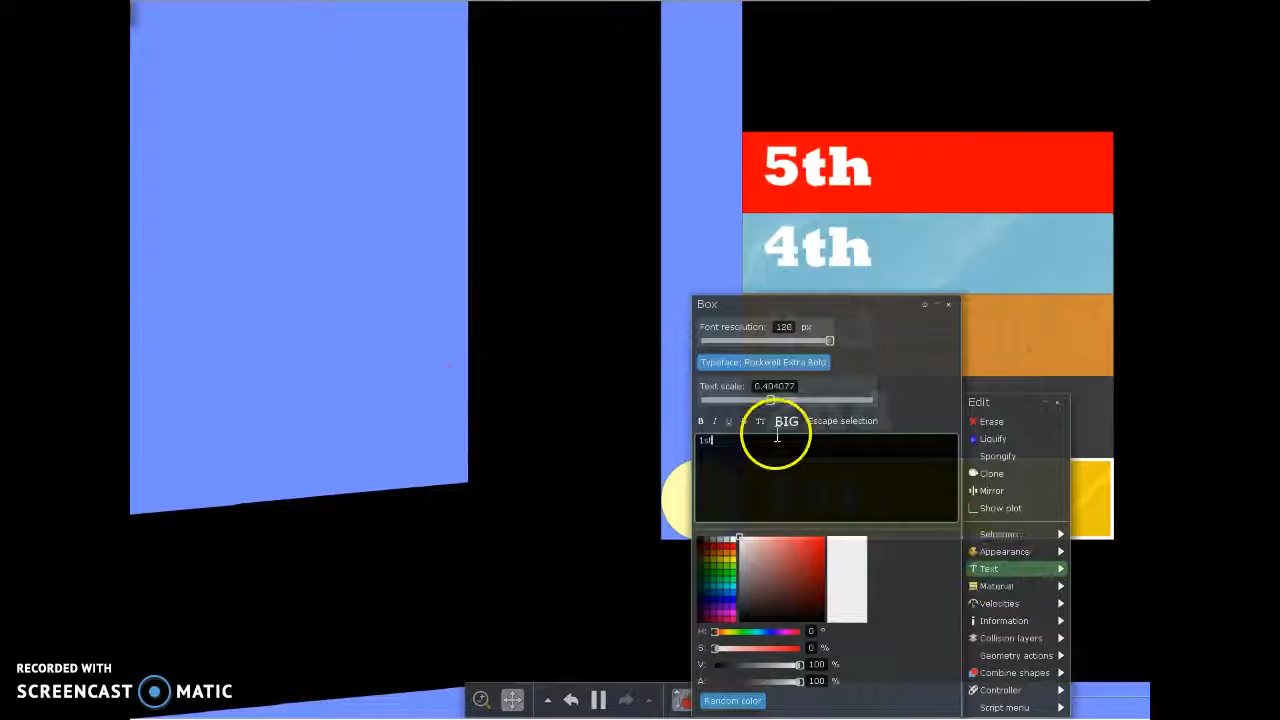 5th
4th
Box
Font resolution: 128 px
Typeface: Rockwell Extra Bold
Text scale: 0.404077
Edit
Erase
B I U TT BIG Escape selection
Liquify
1st
Spongify
Clone
Mirror
Show plot
Appearance
Text
Material
Velocities
Information
H: 0 °
Collision layers
S: 0 %
Geometry actions
V: 100 %
Combine shapes
A: 100 %
Controller
Random color
Script menu
RECORDED WITH
SCREENCAST MATIC